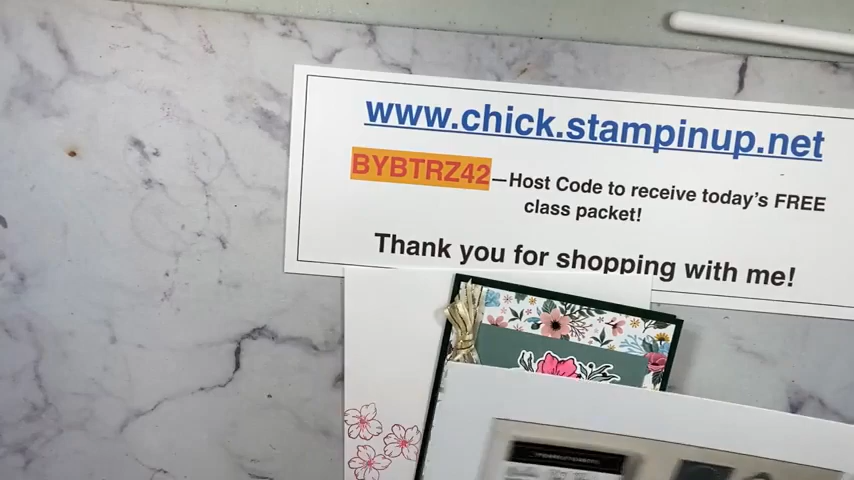 www.chick.stampinup.net
BYBTRZ42—Host Code to receive today's FREE
class packet!
Thank you for shopping with me!